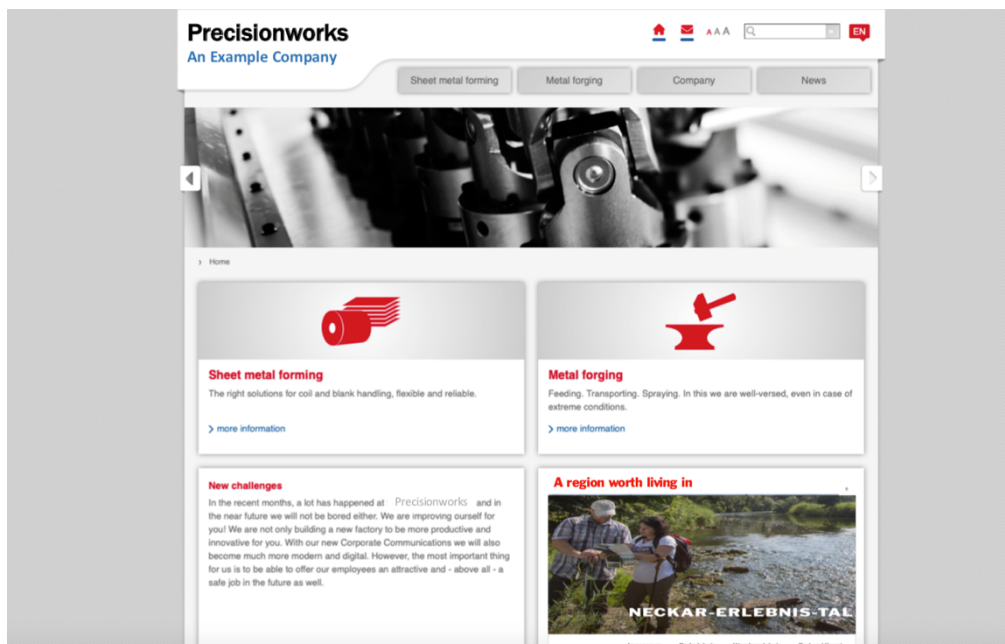 Precisionworks
An Example Company
A A A
EN
Sheet metal forming
Metal forging
Company
News
Home
Sheet metal forming
The right solutions for coil and blank handling, flexible and reliable.
more information
Metal forging
Feeding. Transporting. Spraying. In this we are well-versed, even in case of
extreme conditions.
more information
New challenges
In the recent months, a lot has happened at Precisionworks and in
the near future we will not be bored either. We are improving ourself for
you! We are not only building a new factory to be more productive and
innovative for you. With our new Corporate Communications we will also
become much more modern and digital. However, the most important thing
for us is to be able to offer our employees an attractive and - above all - a
safe job in the future as well.
A region worth living in
NECKAR-ERLEBNIS-TAL